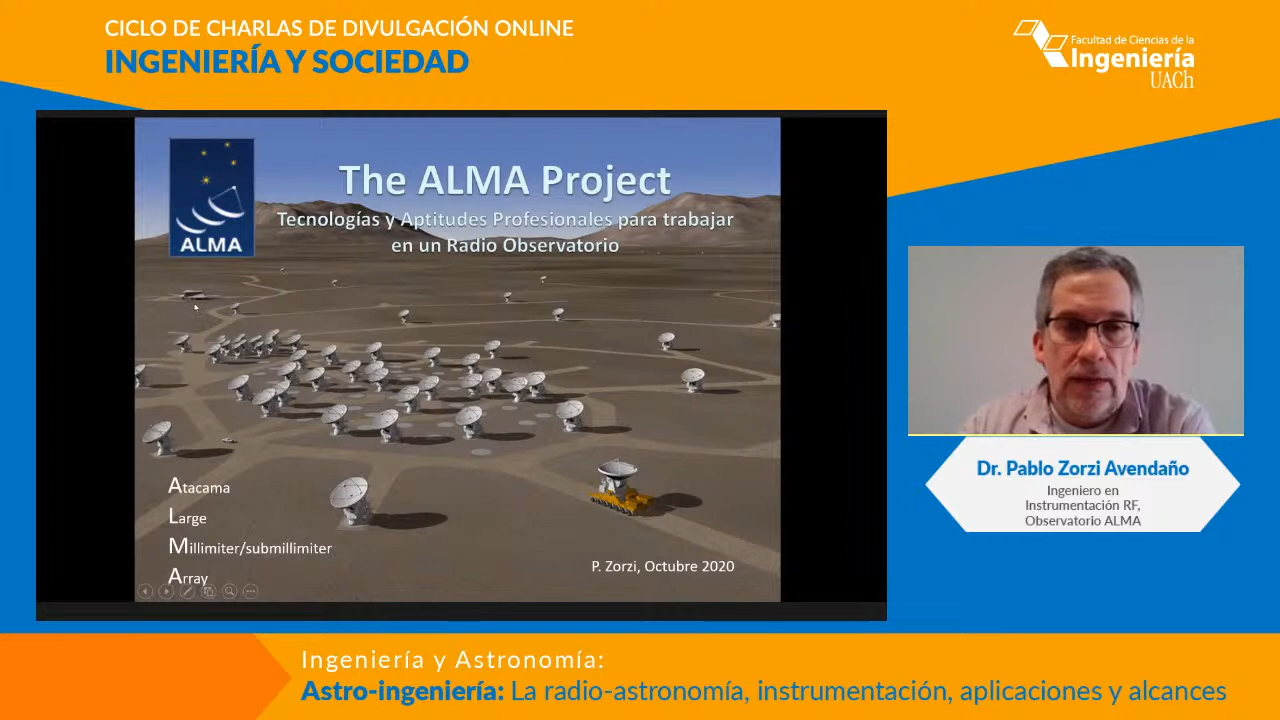 CICLO DE CHARLAS DE DIVULGACIÓN ONLINE
INGENIERÍA Y SOCIEDAD
Facultad de Ciencias de la
Ingeniería
UACh
ALMA
The ALMA Project
Tecnologías y Aptitudes Profesionales para trabajar
en un Radio Observatorio
Atacama
Large
Millimiter/submillimiter
Array
P. Zorzi, Octubre 2020
Dr. Pablo Zorzi Avendaño
Ingeniero en
Instrumentación RF,
Observatorio ALMA
Ingeniería y Astronomía:
Astro-ingeniería: La radio-astronomía, instrumentación, aplicaciones y alcances